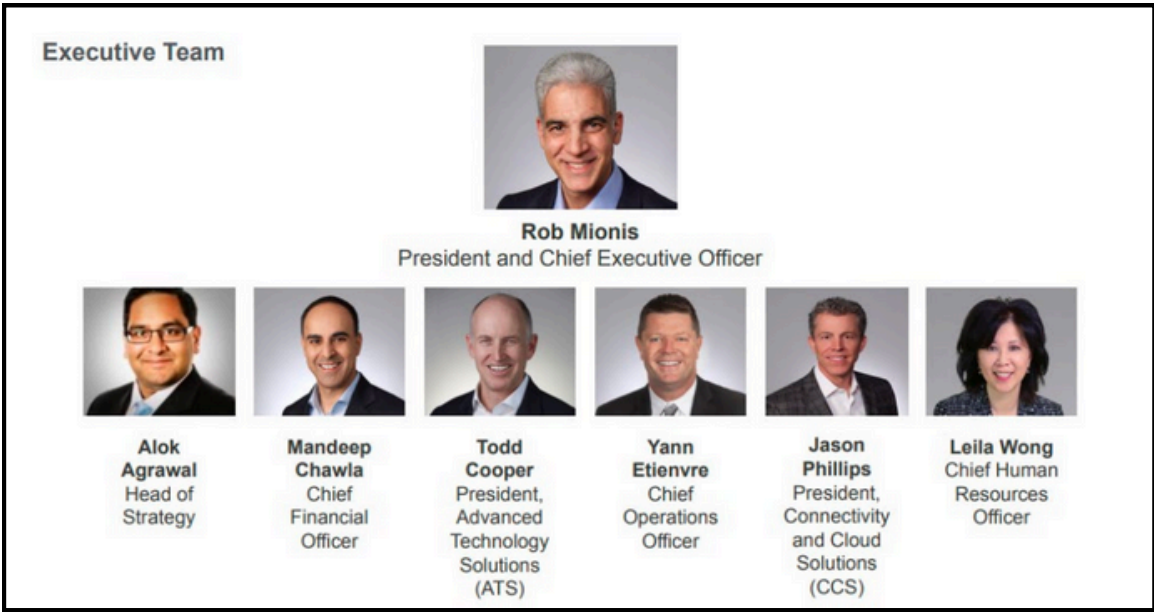 Executive Team
Rob Mionis
President and Chief Executive Officer
Alok
Agrawal
Head of
Strategy
Mandeep
Chawla
Chief
Financial
Officer
Todd
Cooper
President,
Advanced
Technology
Solutions
(ATS)
Yann
Etienvre
Chief
Operations
Officer
Jason
Phillips
President,
Connectivity
and Cloud
Solutions
(CCS)
Leila Wong
Chief Human
Resources
Officer